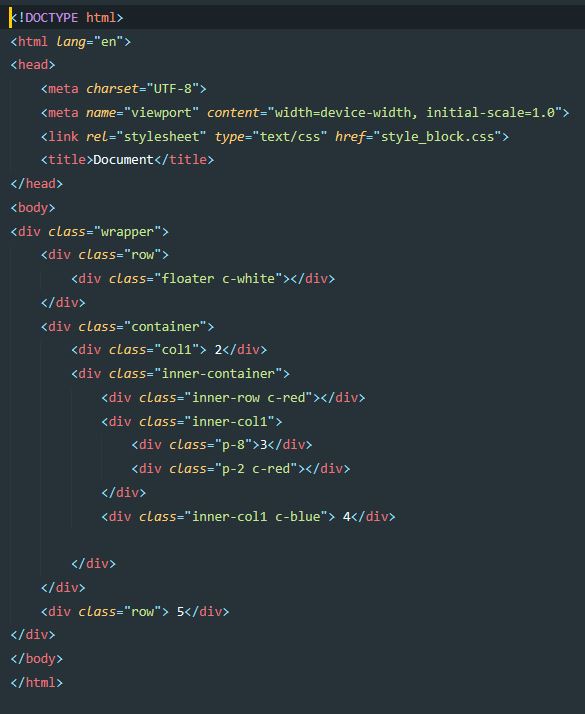 <!DOCTYPE html>
<html lang="en">
<head>
    <meta charset="UTF-8">
    <meta name="viewport" content="width=device-width, initial-scale=1.0">
    <link rel="stylesheet" type="text/css" href="style_block.css">
    <title>Document</title>
</head>
<body>
<div class="wrapper">
    <div class="row">
        <div class="floater c-white"></div>
    </div>
    <div class="container">
        <div class="col1"> 2</div>
        <div class="inner-container">
            <div class="inner-row c-red"></div>
            <div class="inner-col1">
                <div class="p-8">3</div>
                <div class="p-2 c-red"></div>
            </div>
            <div class="inner-col1 c-blue"> 4</div>

        </div>
    </div>
    <div class="row"> 5</div>
</div>
</body>
</html>